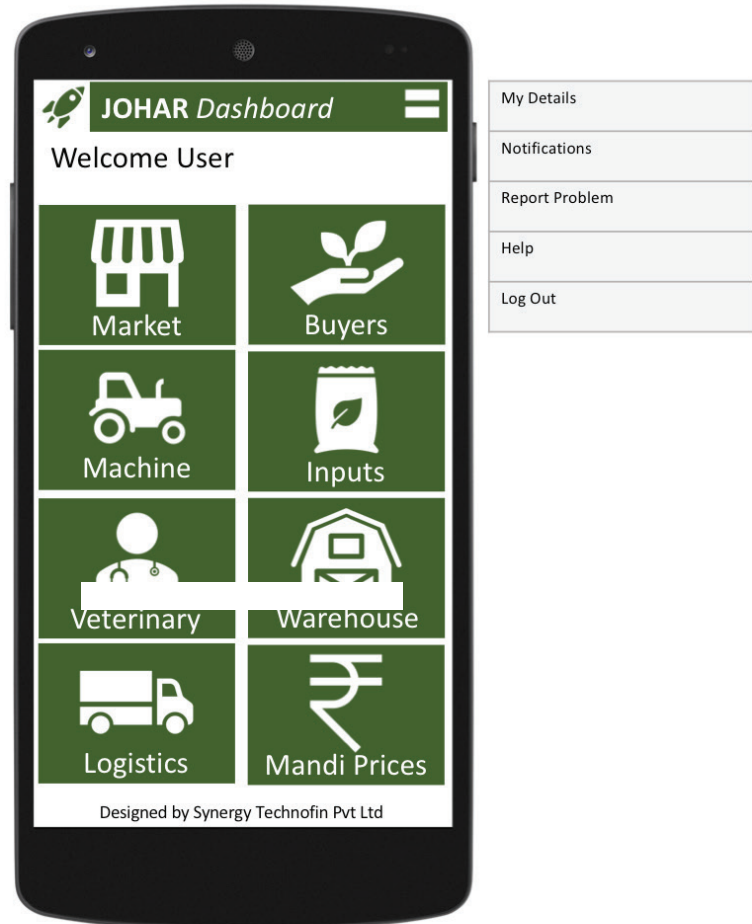 JOHAR Dashboard
Welcome User
Market
Buyers
Machine
Inputs
Veterinary
Warehouse
Logistics
Mandi Prices
Designed by Synergy Technofin Pvt Ltd
My Details
Notifications
Report Problem
Help
Log Out